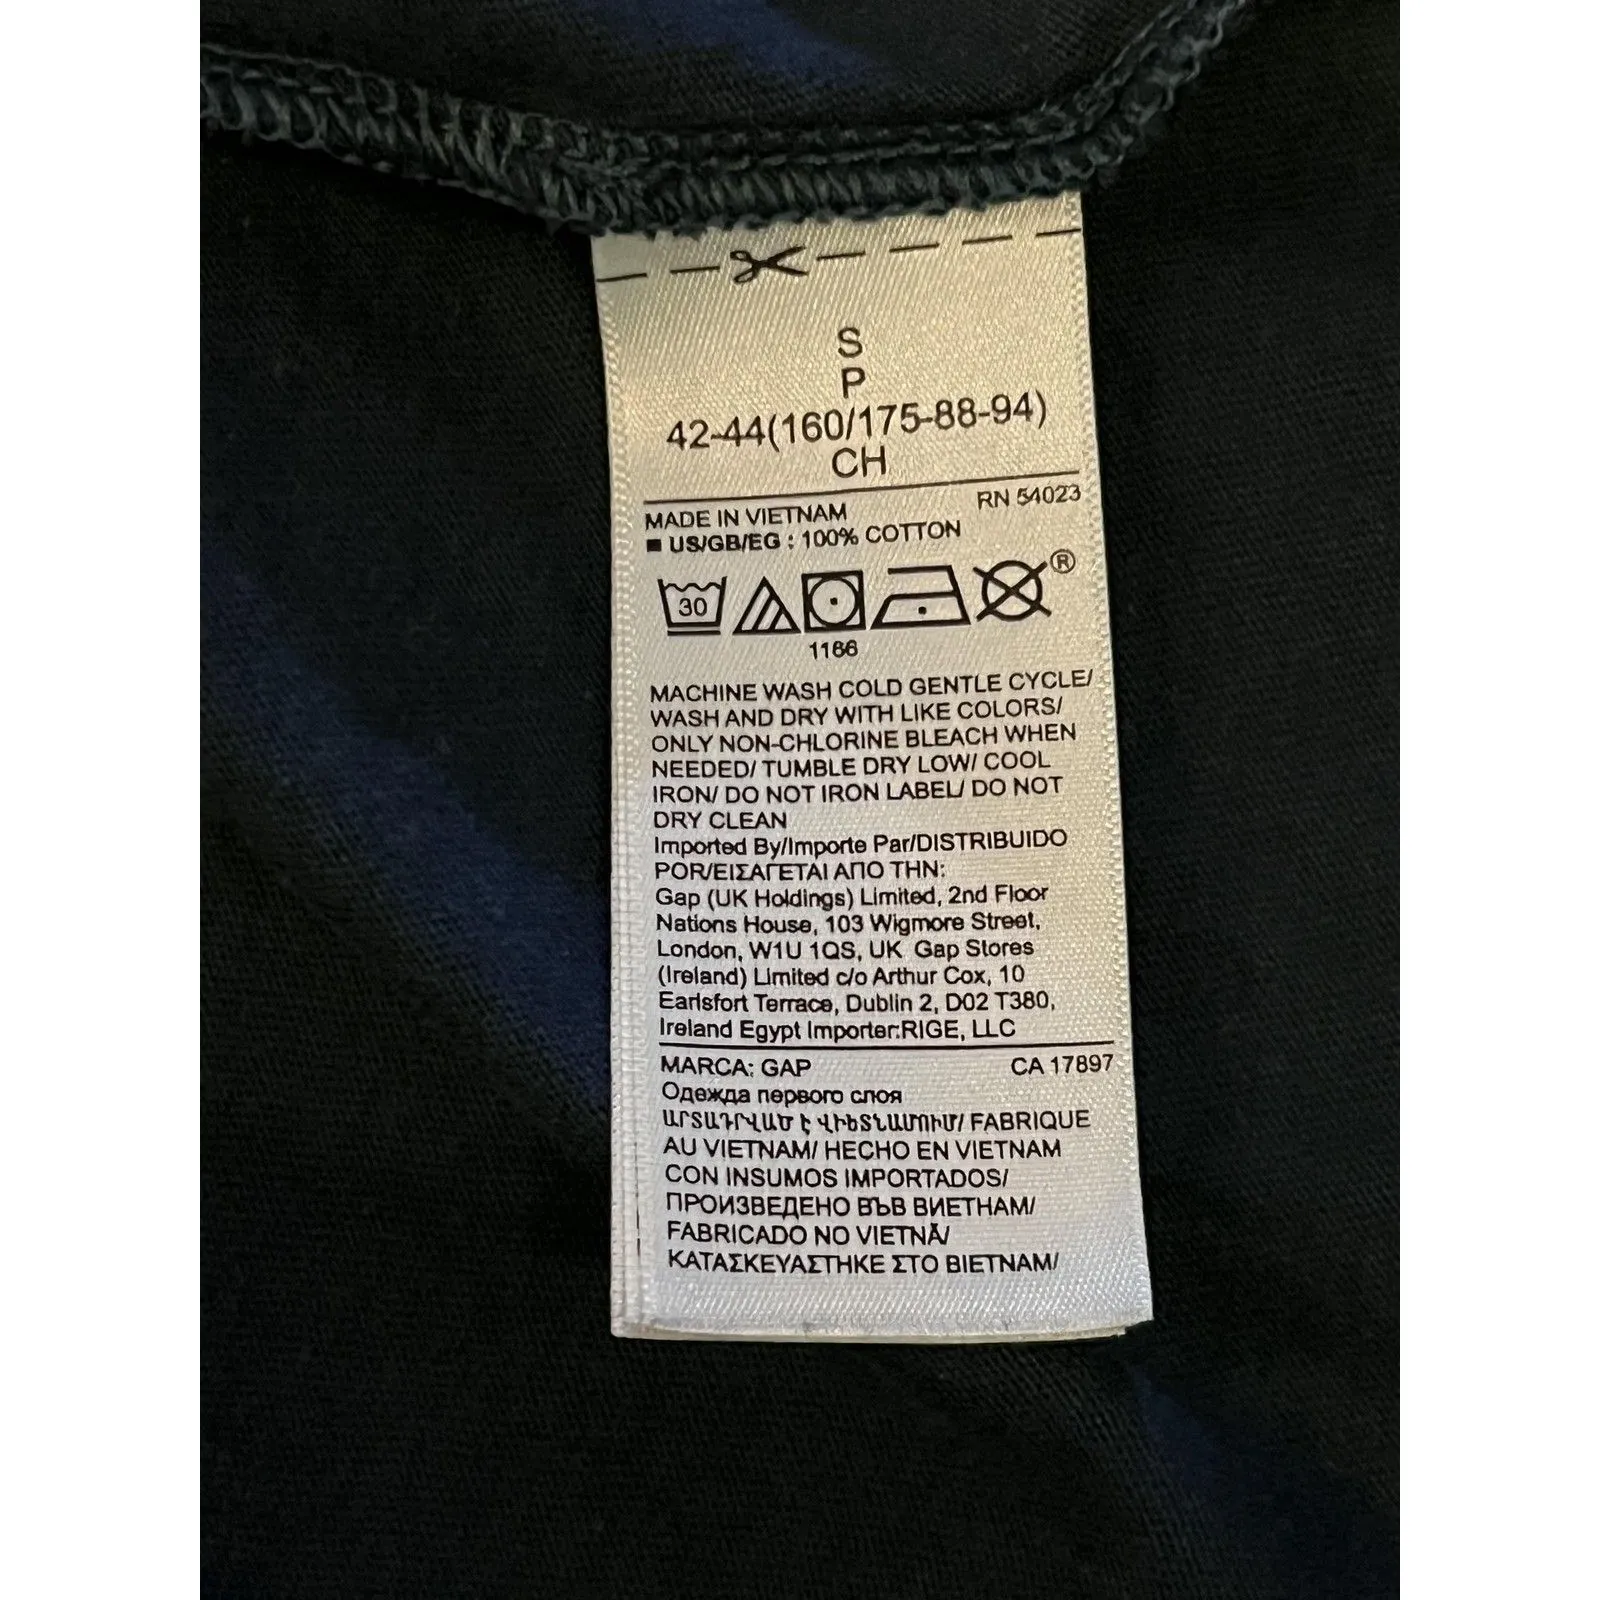 S
P
42-44(160/175-88-94)
CH
RN 54023
MADE IN VIETNAM
■ US/GB/EG : 100% COTTON
30
®
1166
MACHINE WASH COLD GENTLE CYCLE/
WASH AND DRY WITH LIKE COLORS/
ONLY NON-CHLORINE BLEACH WHEN
NEEDED/ TUMBLE DRY LOW/ COOL
IRON/ DO NOT IRON LABEL/ DO NOT
DRY CLEAN
Imported By/Importe Par/DISTRIBUIDO
POR/ΕΙΣΑΓΕΤΑΙ ΑΠΟ ΤΗΝ:
Gap (UK Holdings) Limited, 2nd Floor
Nations House, 103 Wigmore Street,
London, W1U 1QS, UK Gap Stores
(Ireland) Limited c/o Arthur Cox, 10
Earlsfort Terrace, Dublin 2, D02 T380,
Ireland Egypt Importer:RIGE, LLC
MARCA: GAP CA 17897
Одежда первого слоя
ԱՐՏԱԴՐՎԱԾ Է ՎԻԵՏՆԱՄՈՒՄ/ FABRIQUE
AU VIETNAM/ HECHO EN VIETNAM
CON INSUMOS IMPORTADOS/
ПРОИЗВЕДЕНО ВЪВ ВИЕТНАМ/
FABRICADO NO VIETNÃ/
ΚΑΤΑΣΚΕΥΑΣΤΗΚΕ ΣΤΟ ΒΙΕΤΝΑΜ/